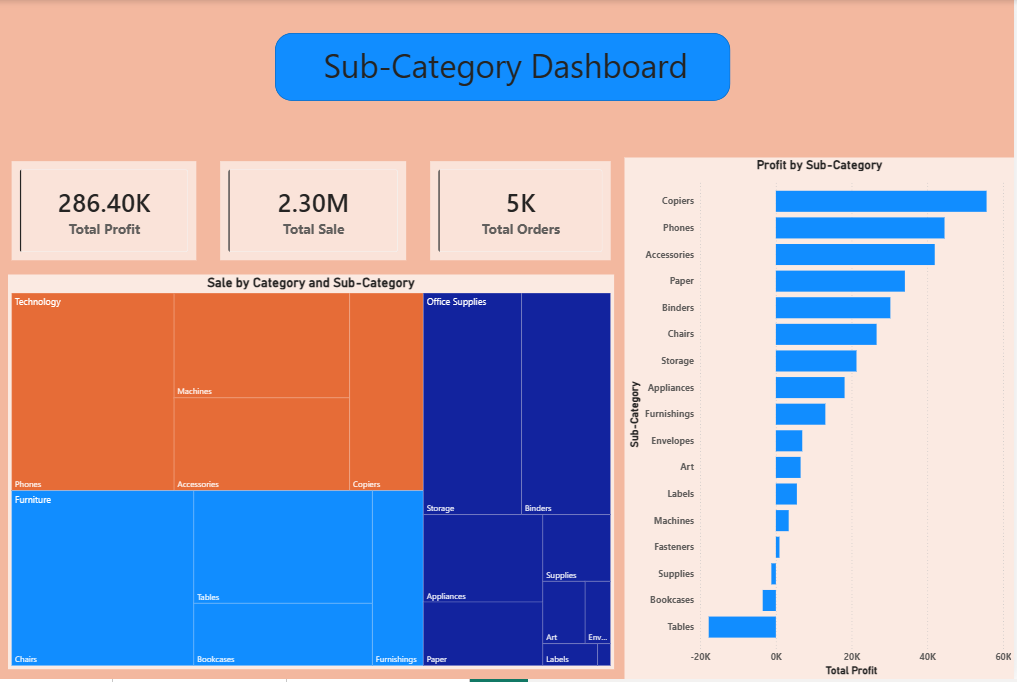 Sub-Category Dashboard
286.40K
Total Profit
2.30M
Total Sale
5K
Total Orders
Sale by Category and Sub-Category
Technology
Phones
Machines
Accessories
Copiers
Furniture
Chairs
Tables
Bookcases
Furnishings
Office Supplies
Storage
Binders
Appliances
Paper
Supplies
Art
Env...
Labels
Profit by Sub-Category
Sub-Category
Copiers
Phones
Accessories
Paper
Binders
Chairs
Storage
Appliances
Furnishings
Envelopes
Art
Labels
Machines
Fasteners
Supplies
Bookcases
Tables
-20K 0K 20K 40K 60K
Total Profit